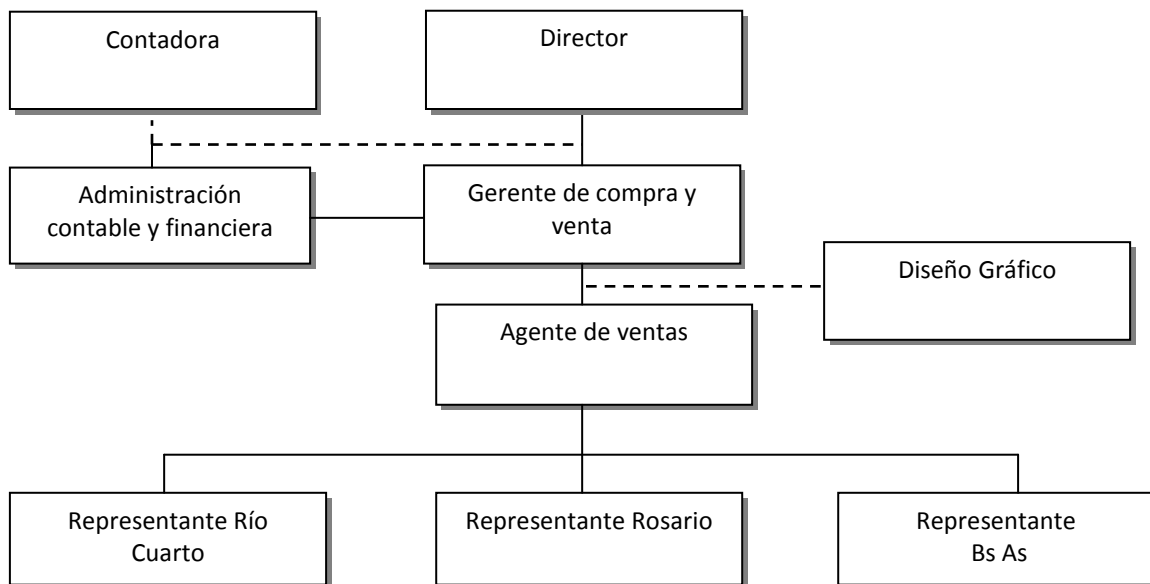 Contadora
Director
Administración
contable y financiera
Gerente de compra y
venta
Diseño Gráfico
Agente de ventas
Representante Río
Cuarto
Representante Rosario
Representante
Bs As